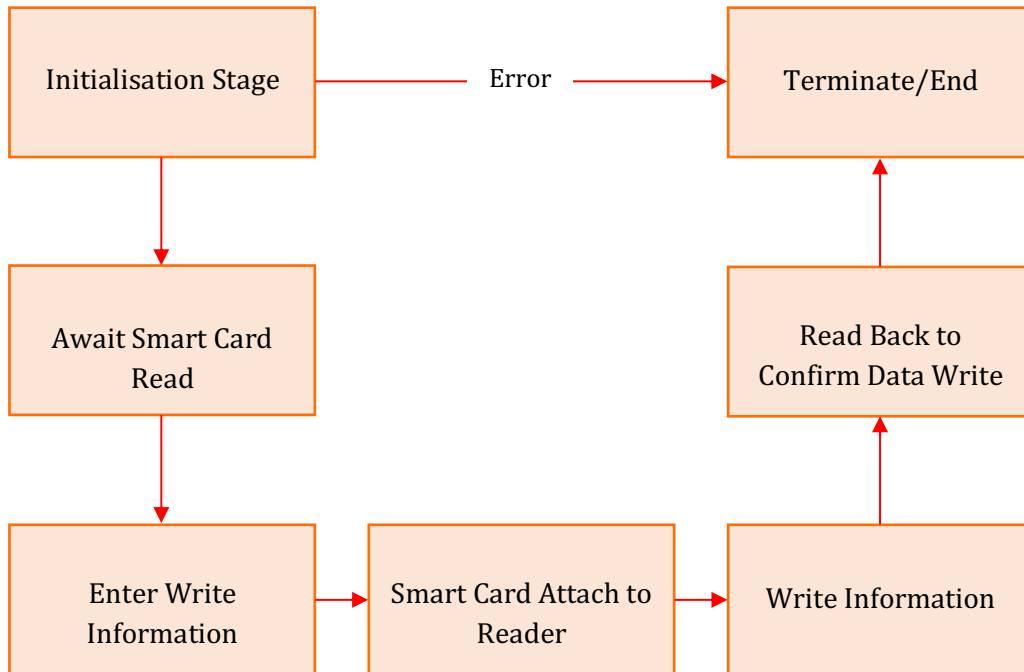 Initialisation Stage
Error
Terminate/End
Await Smart Card
Read
Read Back to
Confirm Data Write
Enter Write
Information
Smart Card Attach to
Reader
Write Information